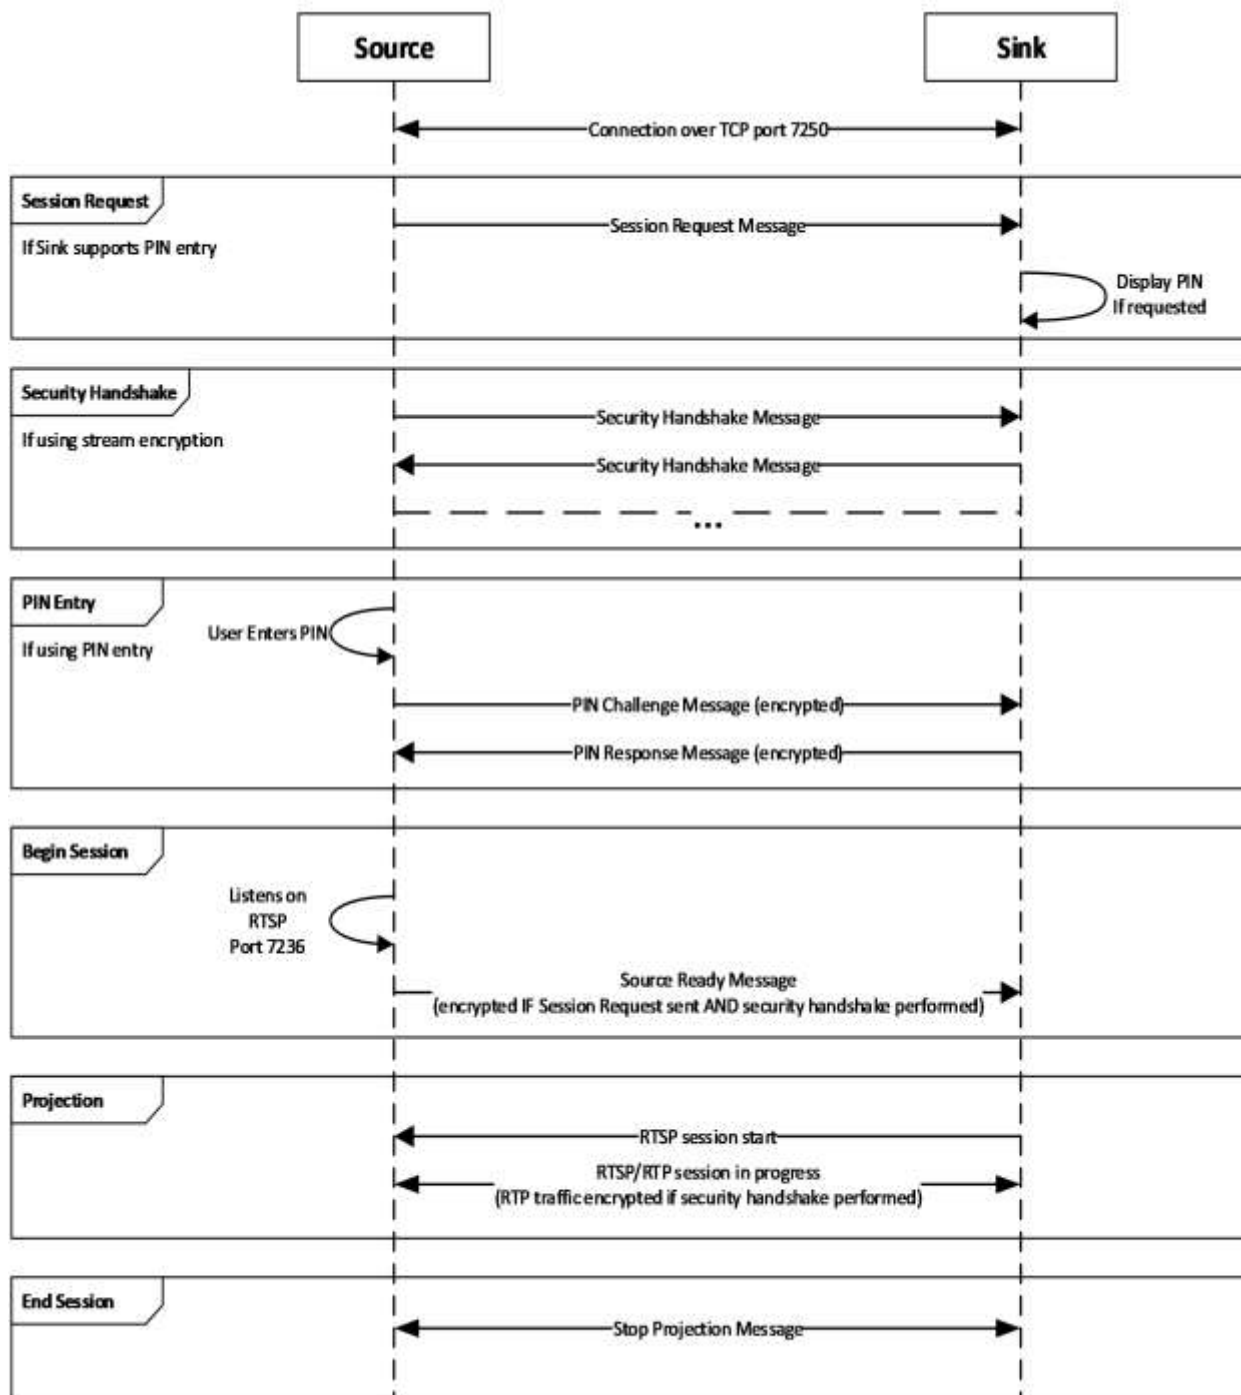 Source
Sink
Connection over TCP port 7250
Session Request
If Sink supports PIN entry
Session Request Message
Display PIN
If requested
Security Handshake
If using stream encryption
Security Handshake Message
Security Handshake Message
...
PIN Entry
If using PIN entry
User Enters PIN
PIN Challenge Message (encrypted)
PIN Response Message (encrypted)
Begin Session
Listens on
RTSP
Port 7236
Source Ready Message
(encrypted IF Session Request sent AND security handshake performed)
Projection
RTSP session start
RTSP/RTP session in progress
(RTP traffic encrypted if security handshake performed)
End Session
Stop Projection Message